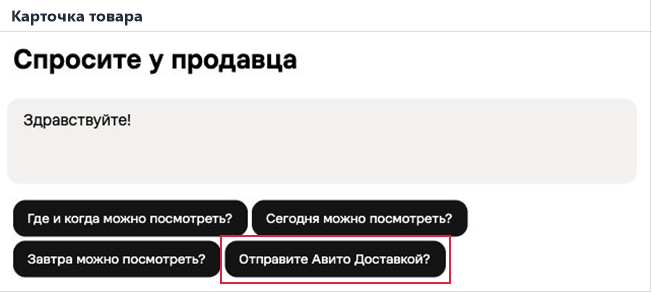 Карточка товара
Спросите у продавца
Здравствуйте!
Где и когда можно посмотреть? Сегодня можно посмотреть?
Завтра можно посмотреть? Отправите Авито Доставкой?